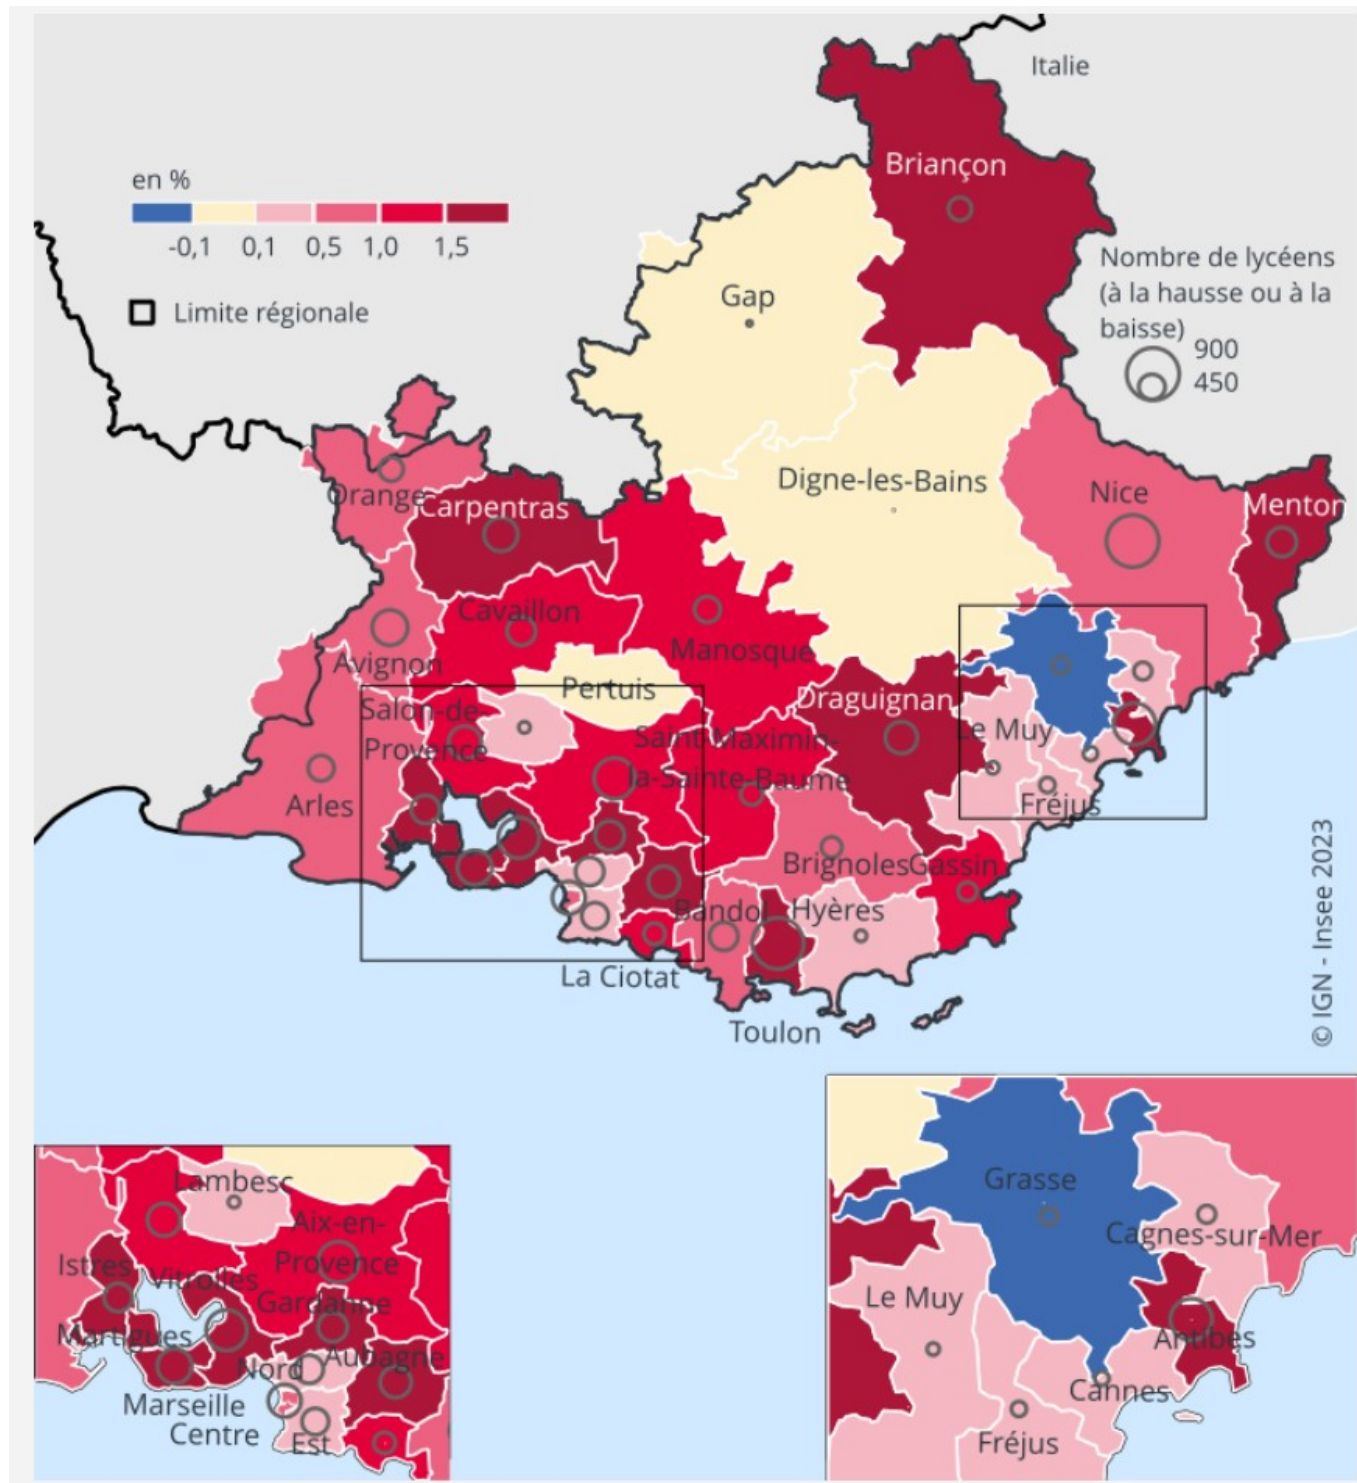 Italie
Briançon
en %
-0,1 0,1 0,5 1,0 1,5
Limite régionale
Nombre de lycéens
(à la hausse ou à la
baisse)
900
450
Gap
Digne-les-Bains
Nice
Menton
Orange
Carpentras
Cavaillon
Avignon
Manosque
Pertuis
Draguignan
Salon-de-
Provence
Saint-Maximin-
la-Sainte-Baume
Le Muy
Arles
Fréjus
Brignoles
Gassin
Bandol
Hyères
La Ciotat
Toulon
© IGN - Insee 2023
Lambesc
Aix-en-
Provence
Istres
Vitrolles
Gardanne
Martigues
Nord
Aubagne
Marseille
Centre
Est
Grasse
Cagnes-sur-Mer
Le Muy
Antibes
Cannes
Fréjus